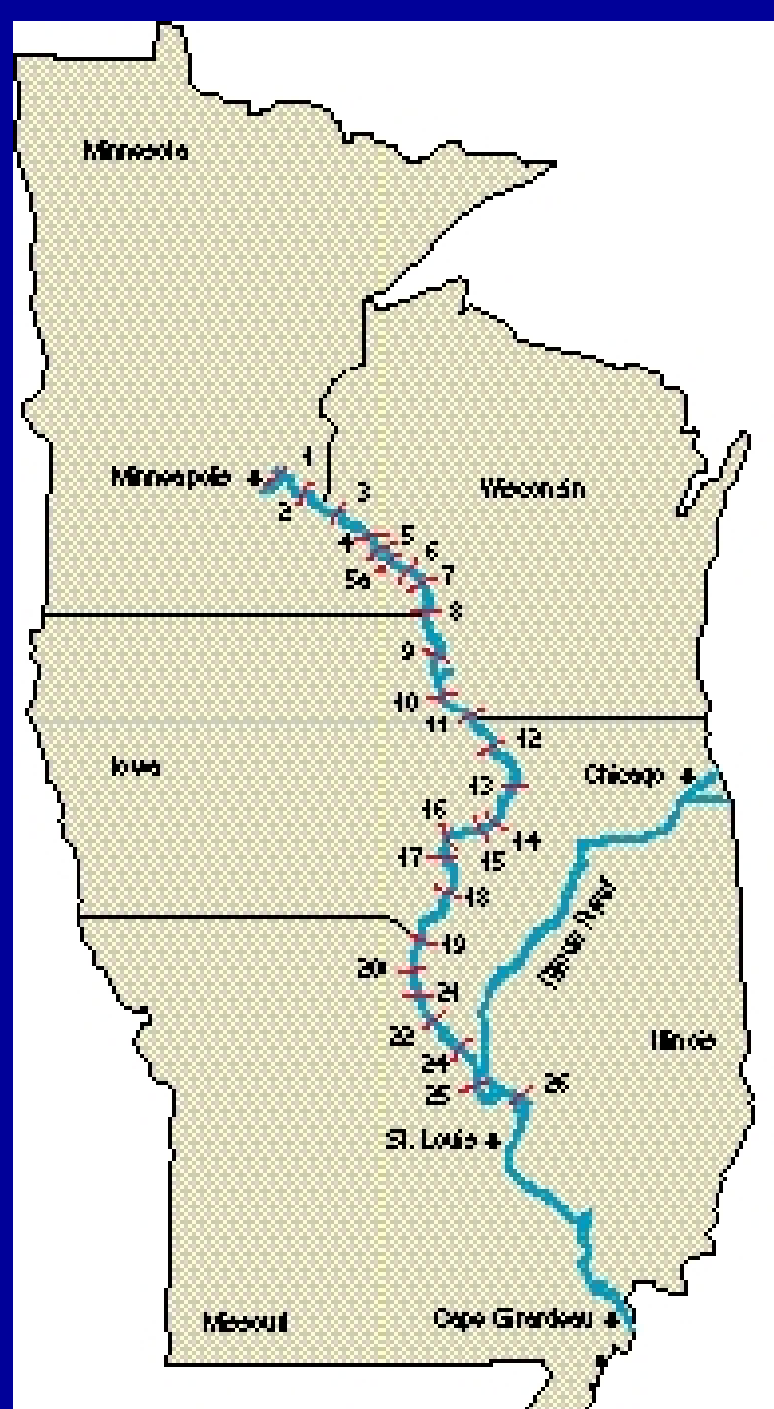 Minnesota
Minneapolis
1
2
3
Wisconsin
4
5
5a
6
7
8
9
10
11
12
Iowa
Chicago
13
16
14
15
17
18
Illinois River
19
20
21
22
Illinois
24
25
26
St. Louis
Missouri
Cape Girardeau